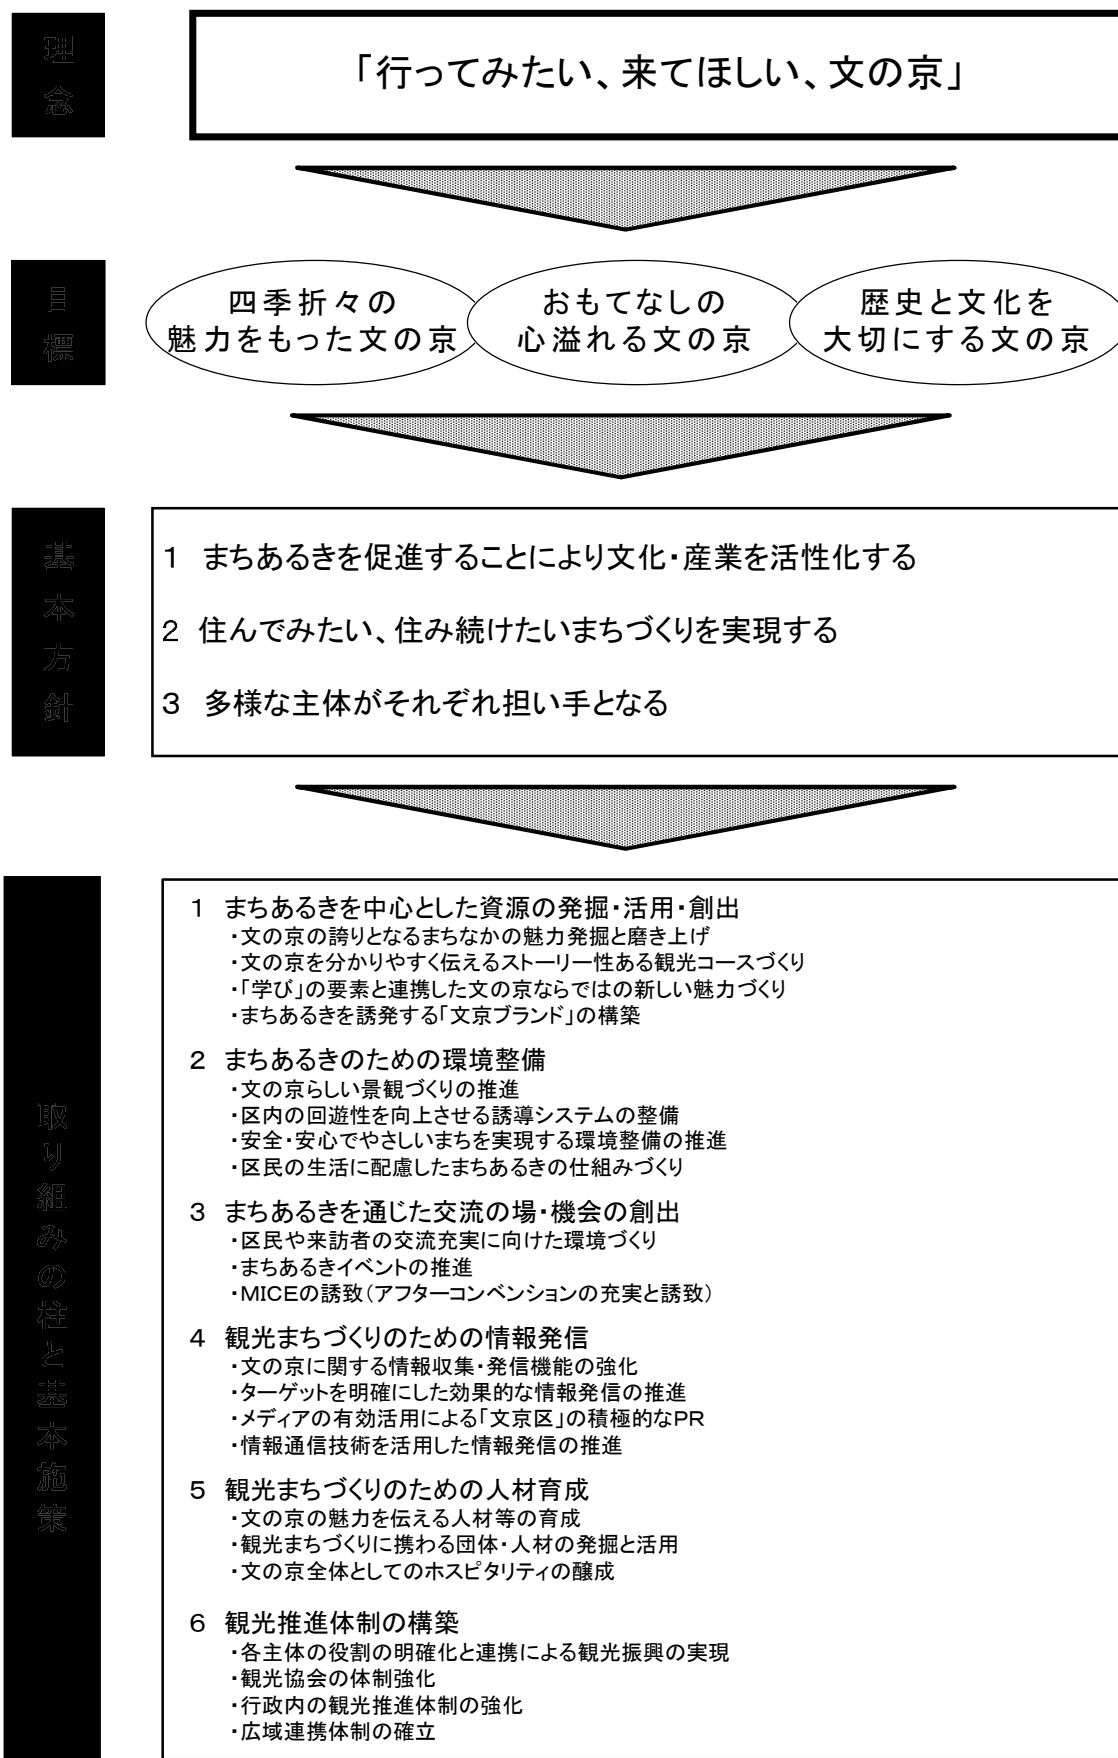 理念
「行ってみたい、来てほしい、文の京」
目標
四季折々の
魅力をもった文の京
おもてなしの
心溢れる文の京
歴史と文化を
大切にする文の京
基本方針
1 まちあるきを促進することにより文化・産業を活性化する
2 住んでみたい、住み続けたいまちづくりを実現する
3 多様な主体がそれぞれ担い手となる
取り組みの柱と基本施策
1 まちあるきを中心とした資源の発掘・活用・創出
・文の京の誇りとなるまちなかの魅力発掘と磨き上げ
・文の京を分かりやすく伝えるストーリー性ある観光コースづくり
・「学び」の要素と連携した文の京ならではの新しい魅力づくり
・まちあるきを誘発する「文京ブランド」の構築
2 まちあるきのための環境整備
・文の京らしい景観づくりの推進
・区内の回遊性を向上させる誘導システムの整備
・安全・安心でやさしいまちを実現する環境整備の推進
・区民の生活に配慮したまちあるきの仕組みづくり
3 まちあるきを通じた交流の場・機会の創出
・区民や来訪者の交流充実に向けた環境づくり
・まちあるきイベントの推進
・MICEの誘致(アフターコンベンションの充実と誘致)
4 観光まちづくりのための情報発信
・文の京に関する情報収集・発信機能の強化
・ターゲットを明確にした効果的な情報発信の推進
・メディアの有効活用による「文京区」の積極的なPR
・情報通信技術を活用した情報発信の推進
5 観光まちづくりのための人材育成
・文の京の魅力を伝える人材等の育成
・観光まちづくりに携わる団体・人材の発掘と活用
・文の京全体としてのホスピタリティの醸成
6 観光推進体制の構築
・各主体の役割の明確化と連携による観光振興の実現
・観光協会の体制強化
・行政内の観光推進体制の強化
・広域連携体制の確立